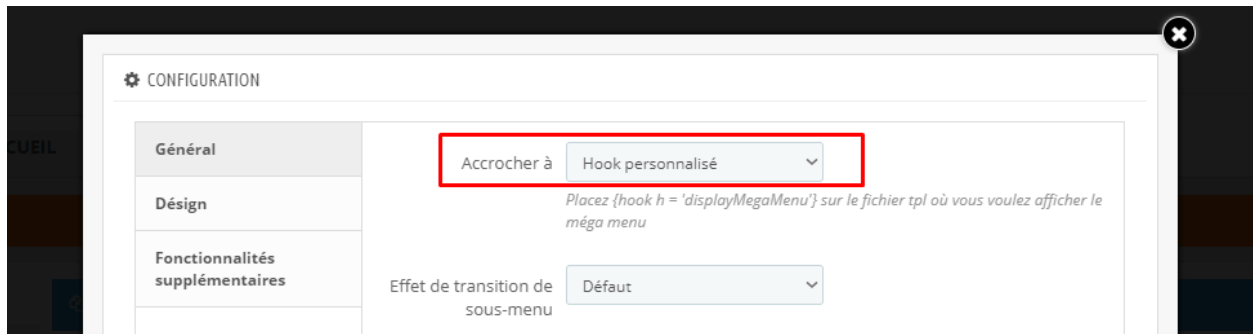 CONFIGURATION
CUEIL
Général
Accrocher à
Hook personnalisé
Placez {hook h = 'displayMegaMenu'} sur le fichier tpl où vous voulez afficher le
méga menu
Désign
Fonctionnalités
supplémentaires
Effet de transition de
sous-menu
Défaut